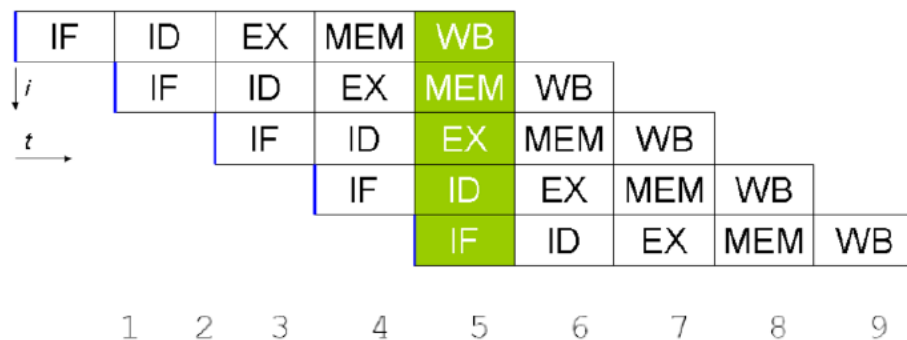 IF ID EX MEM WB
i IF ID EX MEM WB
t IF ID EX MEM WB
IF ID EX MEM WB
IF ID EX MEM WB
1 2 3 4 5 6 7 8 9